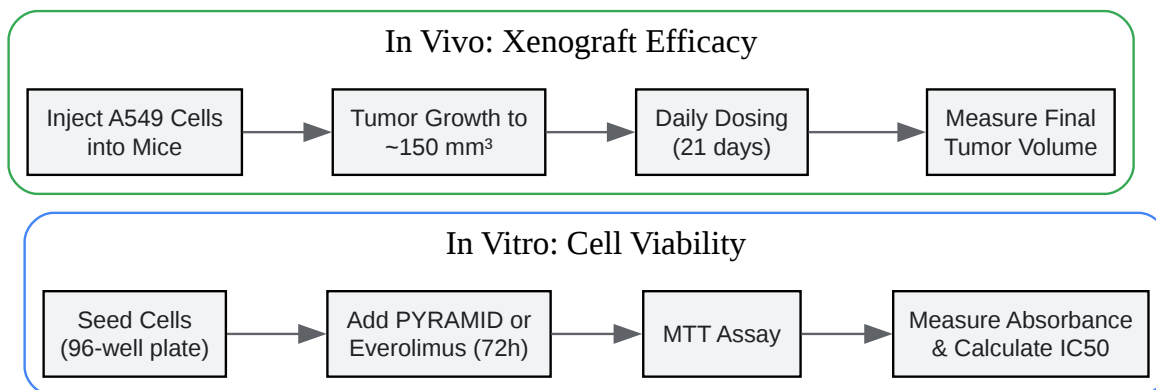 In Vivo: Xenograft Efficacy
Inject A549 Cells
into Mice
Tumor Growth to
~150 mm³
Daily Dosing
(21 days)
Measure Final
Tumor Volume
In Vitro: Cell Viability
Seed Cells
(96-well plate)
Add PYRAMID or
Everolimus (72h)
MTT Assay
Measure Absorbance
& Calculate IC50